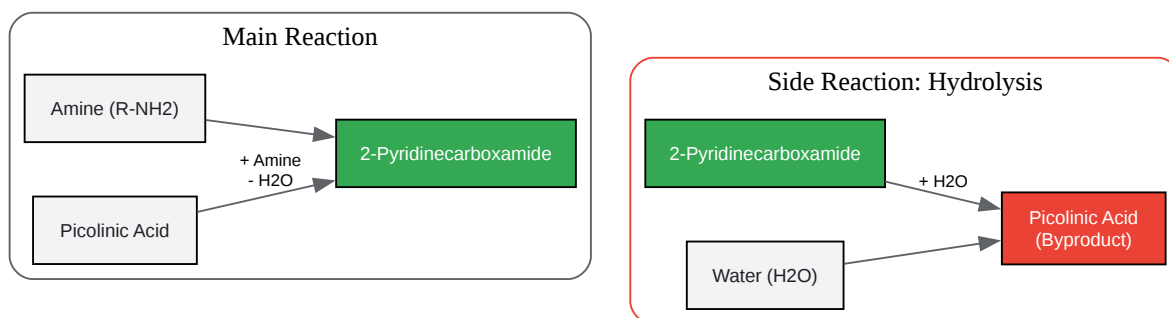 Main Reaction
Amine (R-NH2)
+ Amine
- H2O
2-Pyridinecarboxamide
Picolinic Acid
Side Reaction: Hydrolysis
2-Pyridinecarboxamide
+ H2O
Picolinic Acid
(Byproduct)
Water (H2O)